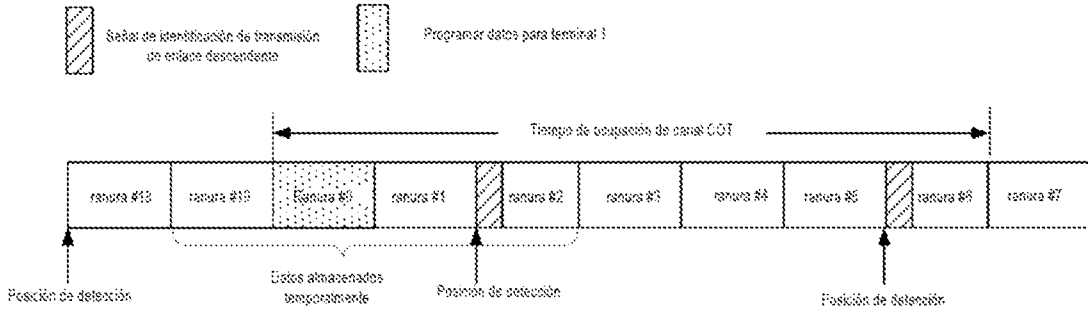 Señal de identificación de transmisión
de enlace descendente
Programar datos para terminal 1
Tiempo de ocupación de canal COT
ranura #18
ranura #19
Ranura #0
ranura #1
ranura #2
ranura #3
ranura #4
ranura #5
ranura #6
ranura #7
Datos almacenados
temporalmente
Posición de detección
Posición de detección
Posición de detección